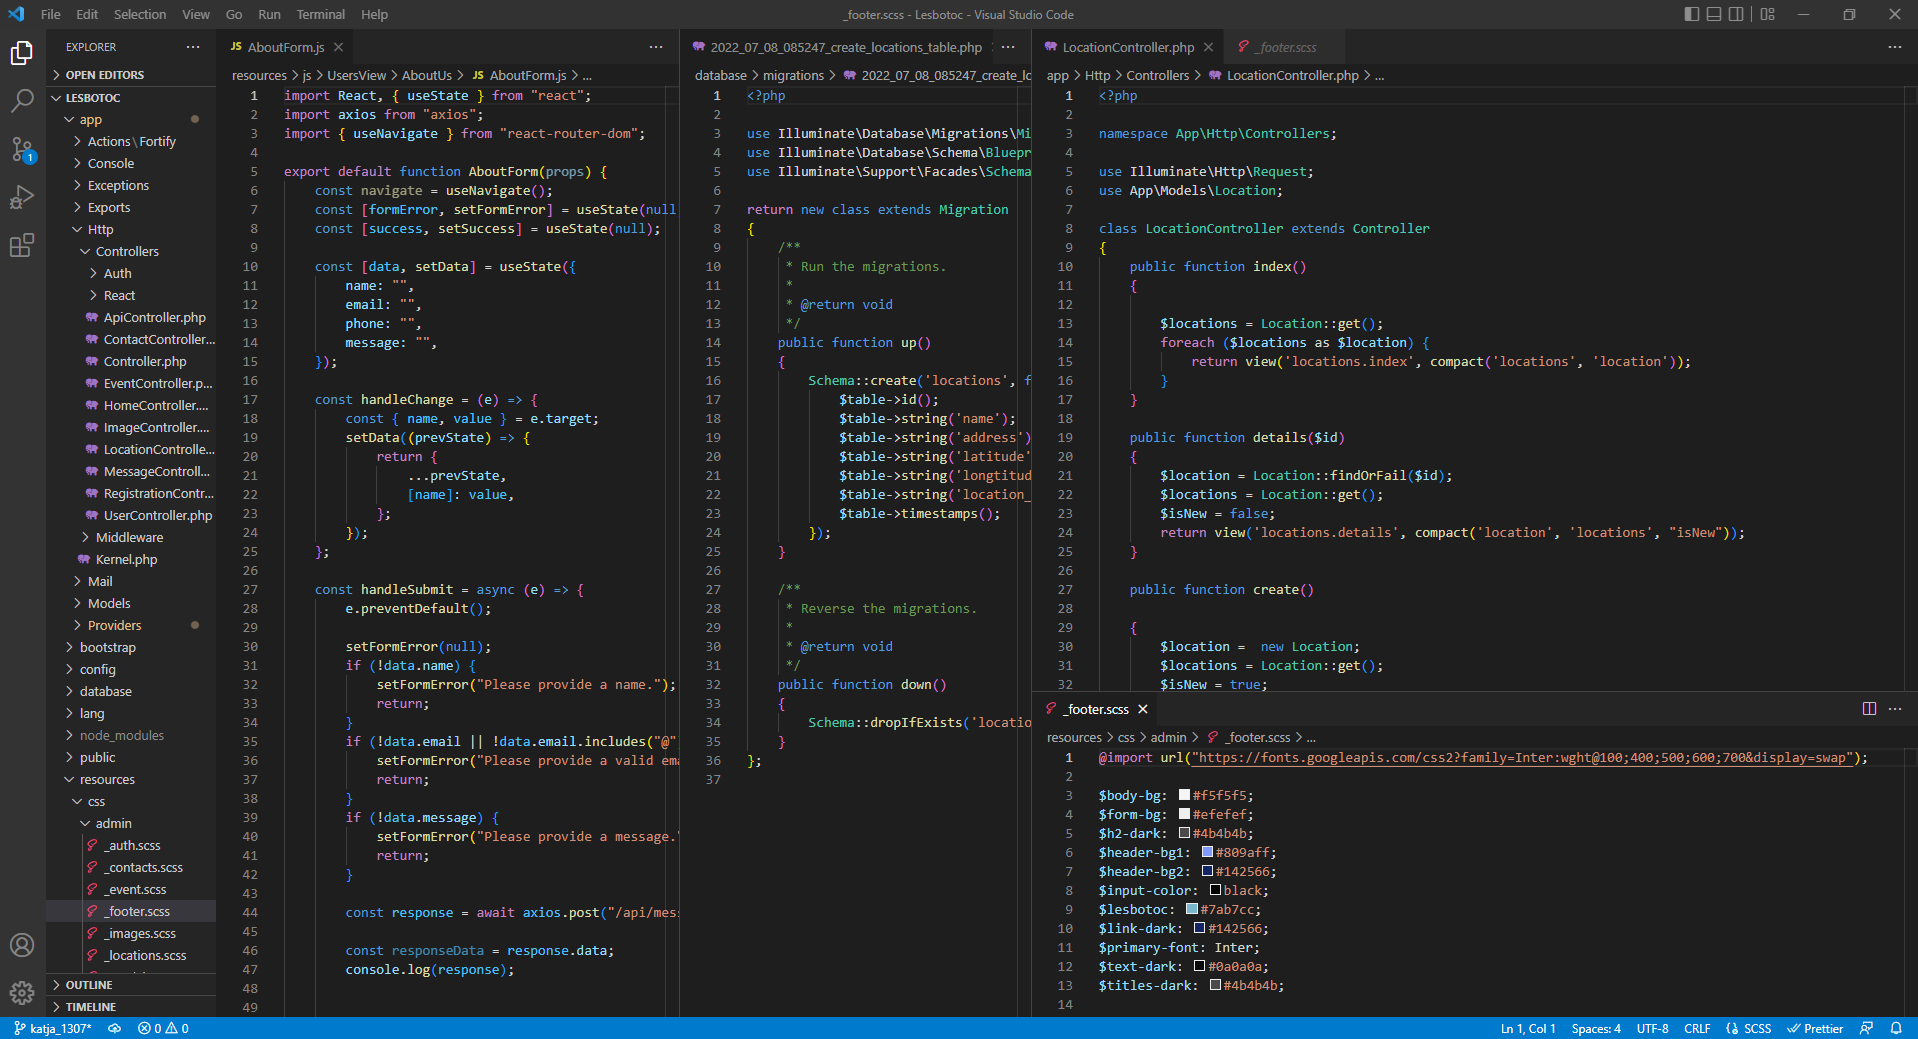 File Edit Selection View Go Run Terminal Help
_footer.scss - Lesbotoc - Visual Studio Code
EXPLORER
OPEN EDITORS
LESBOTOC
app
Actions\Fortify
Console
Exceptions
Exports
Http
Controllers
Auth
React
ApiController.php
ContactController...
Controller.php
EventController.p...
HomeController....
ImageController....
LocationControlle...
MessageControll...
RegistrationContr...
UserController.php
Middleware
Kernel.php
Mail
Models
Providers
bootstrap
config
database
lang
node_modules
public
resources
css
admin
_auth.scss
_contacts.scss
_event.scss
_footer.scss
_images.scss
_locations.scss
OUTLINE
TIMELINE
1
JS AboutForm.js
resources > js > UsersView > AboutUs > JS AboutForm.js > ...
1 import React, { useState } from "react";
2 import axios from "axios";
3 import { useNavigate } from "react-router-dom";
4
5 export default function AboutForm(props) {
6 const navigate = useNavigate();
7 const [formError, setFormError] = useState(null
8 const [success, setSuccess] = useState(null);
9
10 const [data, setData] = useState({
11 name: "",
12 email: "",
13 phone: "",
14 message: "",
15 });
16
17 const handleChange = (e) => {
18 const { name, value } = e.target;
19 setData((prevState) => {
20 return {
21 ...prevState,
22 [name]: value,
23 };
24 });
25 };
26
27 const handleSubmit = async (e) => {
28 e.preventDefault();
29
30 setFormError(null);
31 if (!data.name) {
32 setFormError("Please provide a name.");
33 return;
34 }
35 if (!data.email || !data.email.includes("@"
36 setFormError("Please provide a valid ema
37 return;
38 }
39 if (!data.message) {
40 setFormError("Please provide a message."
41 return;
42 }
43
44 const response = await axios.post("/api/mess
45
46 const responseData = response.data;
47 console.log(response);
48
49
2022_07_08_085247_create_locations_table.php
database > migrations > 2022_07_08_085247_create_lo
1 <?php
2
3 use Illuminate\Database\Migrations\Mi
4 use Illuminate\Database\Schema\Bluepr
5 use Illuminate\Support\Facades\Schema
6
7 return new class extends Migration
8 {
9 /**
10 * Run the migrations.
11 *
12 * @return void
13 */
14 public function up()
15 {
16 Schema::create('locations', f
17 $table->id();
18 $table->string('name');
19 $table->string('address')
20 $table->string('latitude'
21 $table->string('longtitud
22 $table->string('location_
23 $table->timestamps();
24 });
25 }
26
27 /**
28 * Reverse the migrations.
29 *
30 * @return void
31 */
32 public function down()
33 {
34 Schema::dropIfExists('locatio
35 }
36 };
37
LocationController.php _footer.scss
app > Http > Controllers > LocationController.php > ...
1 <?php
2
3 namespace App\Http\Controllers;
4
5 use Illuminate\Http\Request;
6 use App\Models\Location;
7
8 class LocationController extends Controller
9 {
10 public function index()
11 {
12
13 $locations = Location::get();
14 foreach ($locations as $location) {
15 return view('locations.index', compact('locations', 'location'));
16 }
17 }
18
19 public function details($id)
20 {
21 $location = Location::findOrFail($id);
22 $locations = Location::get();
23 $isNew = false;
24 return view('locations.details', compact('location', 'locations', "isNew"));
25 }
26
27 public function create()
28
29 {
30 $location =  new Location;
31 $locations = Location::get();
32 $isNew = true;
_footer.scss
resources > css > admin > _footer.scss > ...
1 @import url("https://fonts.googleapis.com/css2?family=Inter:wght@100;400;500;600;700&display=swap");
2
3 $body-bg: #f5f5f5;
4 $form-bg: #efefef;
5 $h2-dark: #4b4b4b;
6 $header-bg1: #809aff;
7 $header-bg2: #142566;
8 $input-color: black;
9 $lesbotoc: #7ab7cc;
10 $link-dark: #142566;
11 $primary-font: Inter;
12 $text-dark: #0a0a0a;
13 $titles-dark: #4b4b4b;
14
katja_1307* 0 0
Ln 1, Col 1 Spaces: 4 UTF-8 CRLF SCSS Prettier